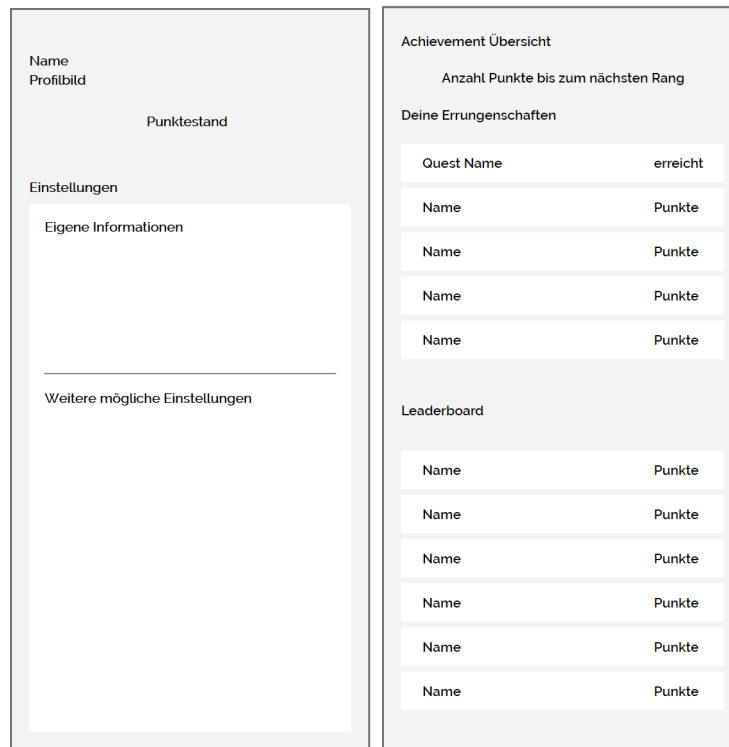 Name
Profilbild
Punktestand
Einstellungen
Eigene Informationen
Weitere mögliche Einstellungen
Achievement Übersicht
Anzahl Punkte bis zum nächsten Rang
Deine Errungenschaften
Quest Name erreicht
Name Punkte
Name Punkte
Name Punkte
Name Punkte
Leaderboard
Name Punkte
Name Punkte
Name Punkte
Name Punkte
Name Punkte
Name Punkte